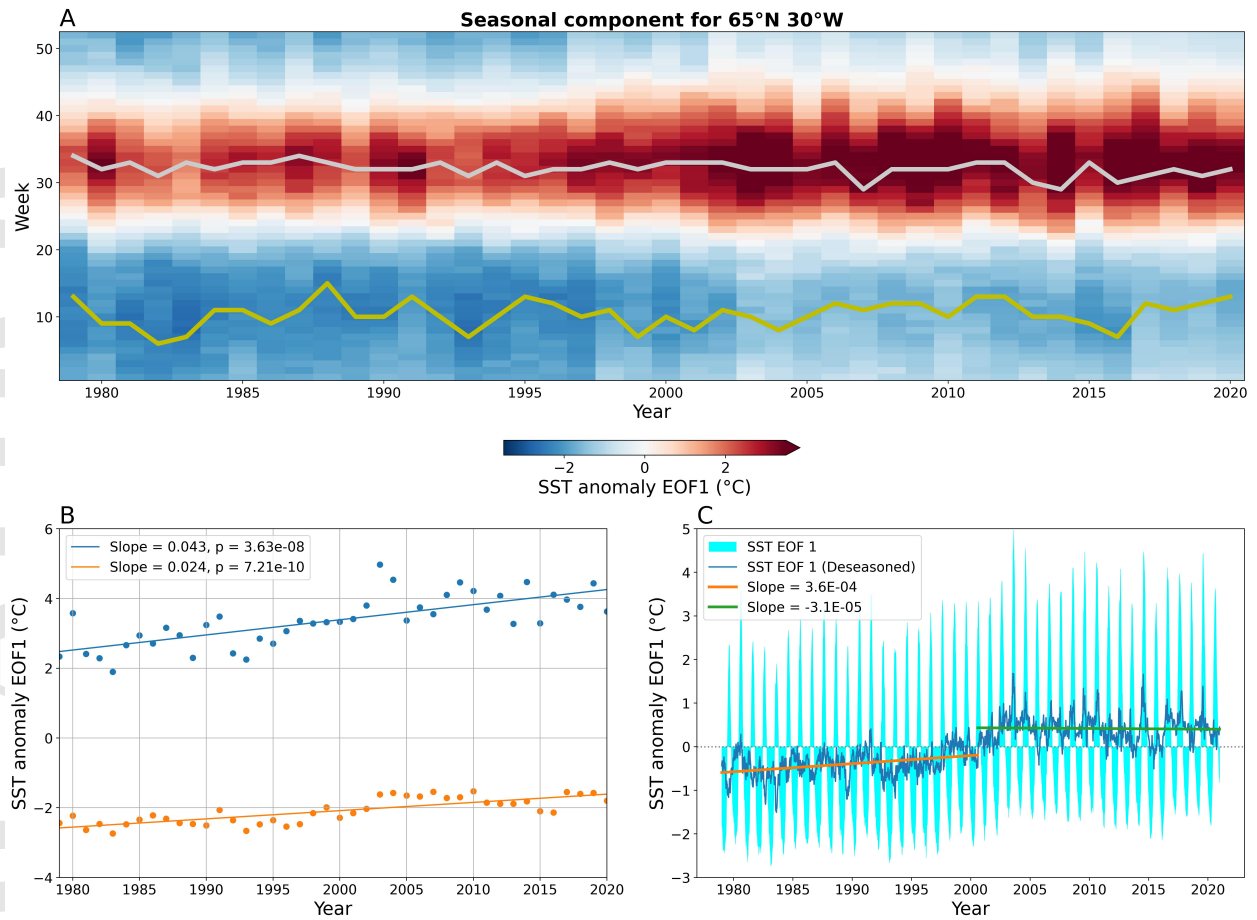 A
Seasonal component for 65°N 30°W
50
40
30
20
10
Week
1980 1985 1990 1995 2000 2005 2010 2015 2020
Year
−2 0 2
SST anomaly EOF1 (°C)
B
Slope = 0.043, p = 3.63e-08
Slope = 0.024, p = 7.21e-10
6
4
2
0
−2
−4
SST anomaly EOF1 (°C)
1980 1985 1990 1995 2000 2005 2010 2015 2020
Year
C
SST EOF 1
SST EOF 1 (Deseasoned)
Slope = 3.6E-04
Slope = -3.1E-05
5
4
3
2
1
0
−1
−2
−3
SST anomaly EOF1 (°C)
1980 1985 1990 1995 2000 2005 2010 2015 2020
Year